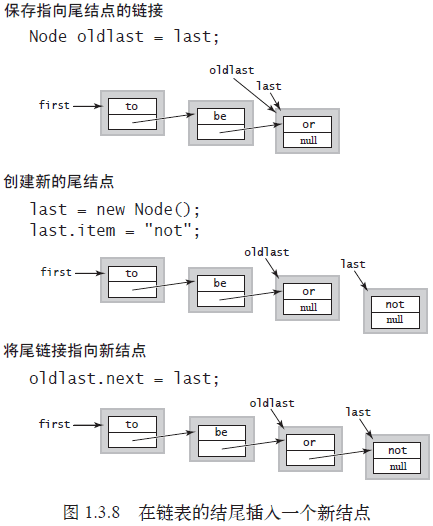 保存指向尾结点的链接
Node oldlast = last;
oldlast
last
first
to
be
or
null
创建新的尾结点
last = new Node();
last.item = "not";
oldlast
last
first
to
be
or
null
not
null
将尾链接指向新结点
oldlast.next = last;
oldlast
last
first
to
be
or
not
null
图 1.3.8 在链表的结尾插入一个新结点